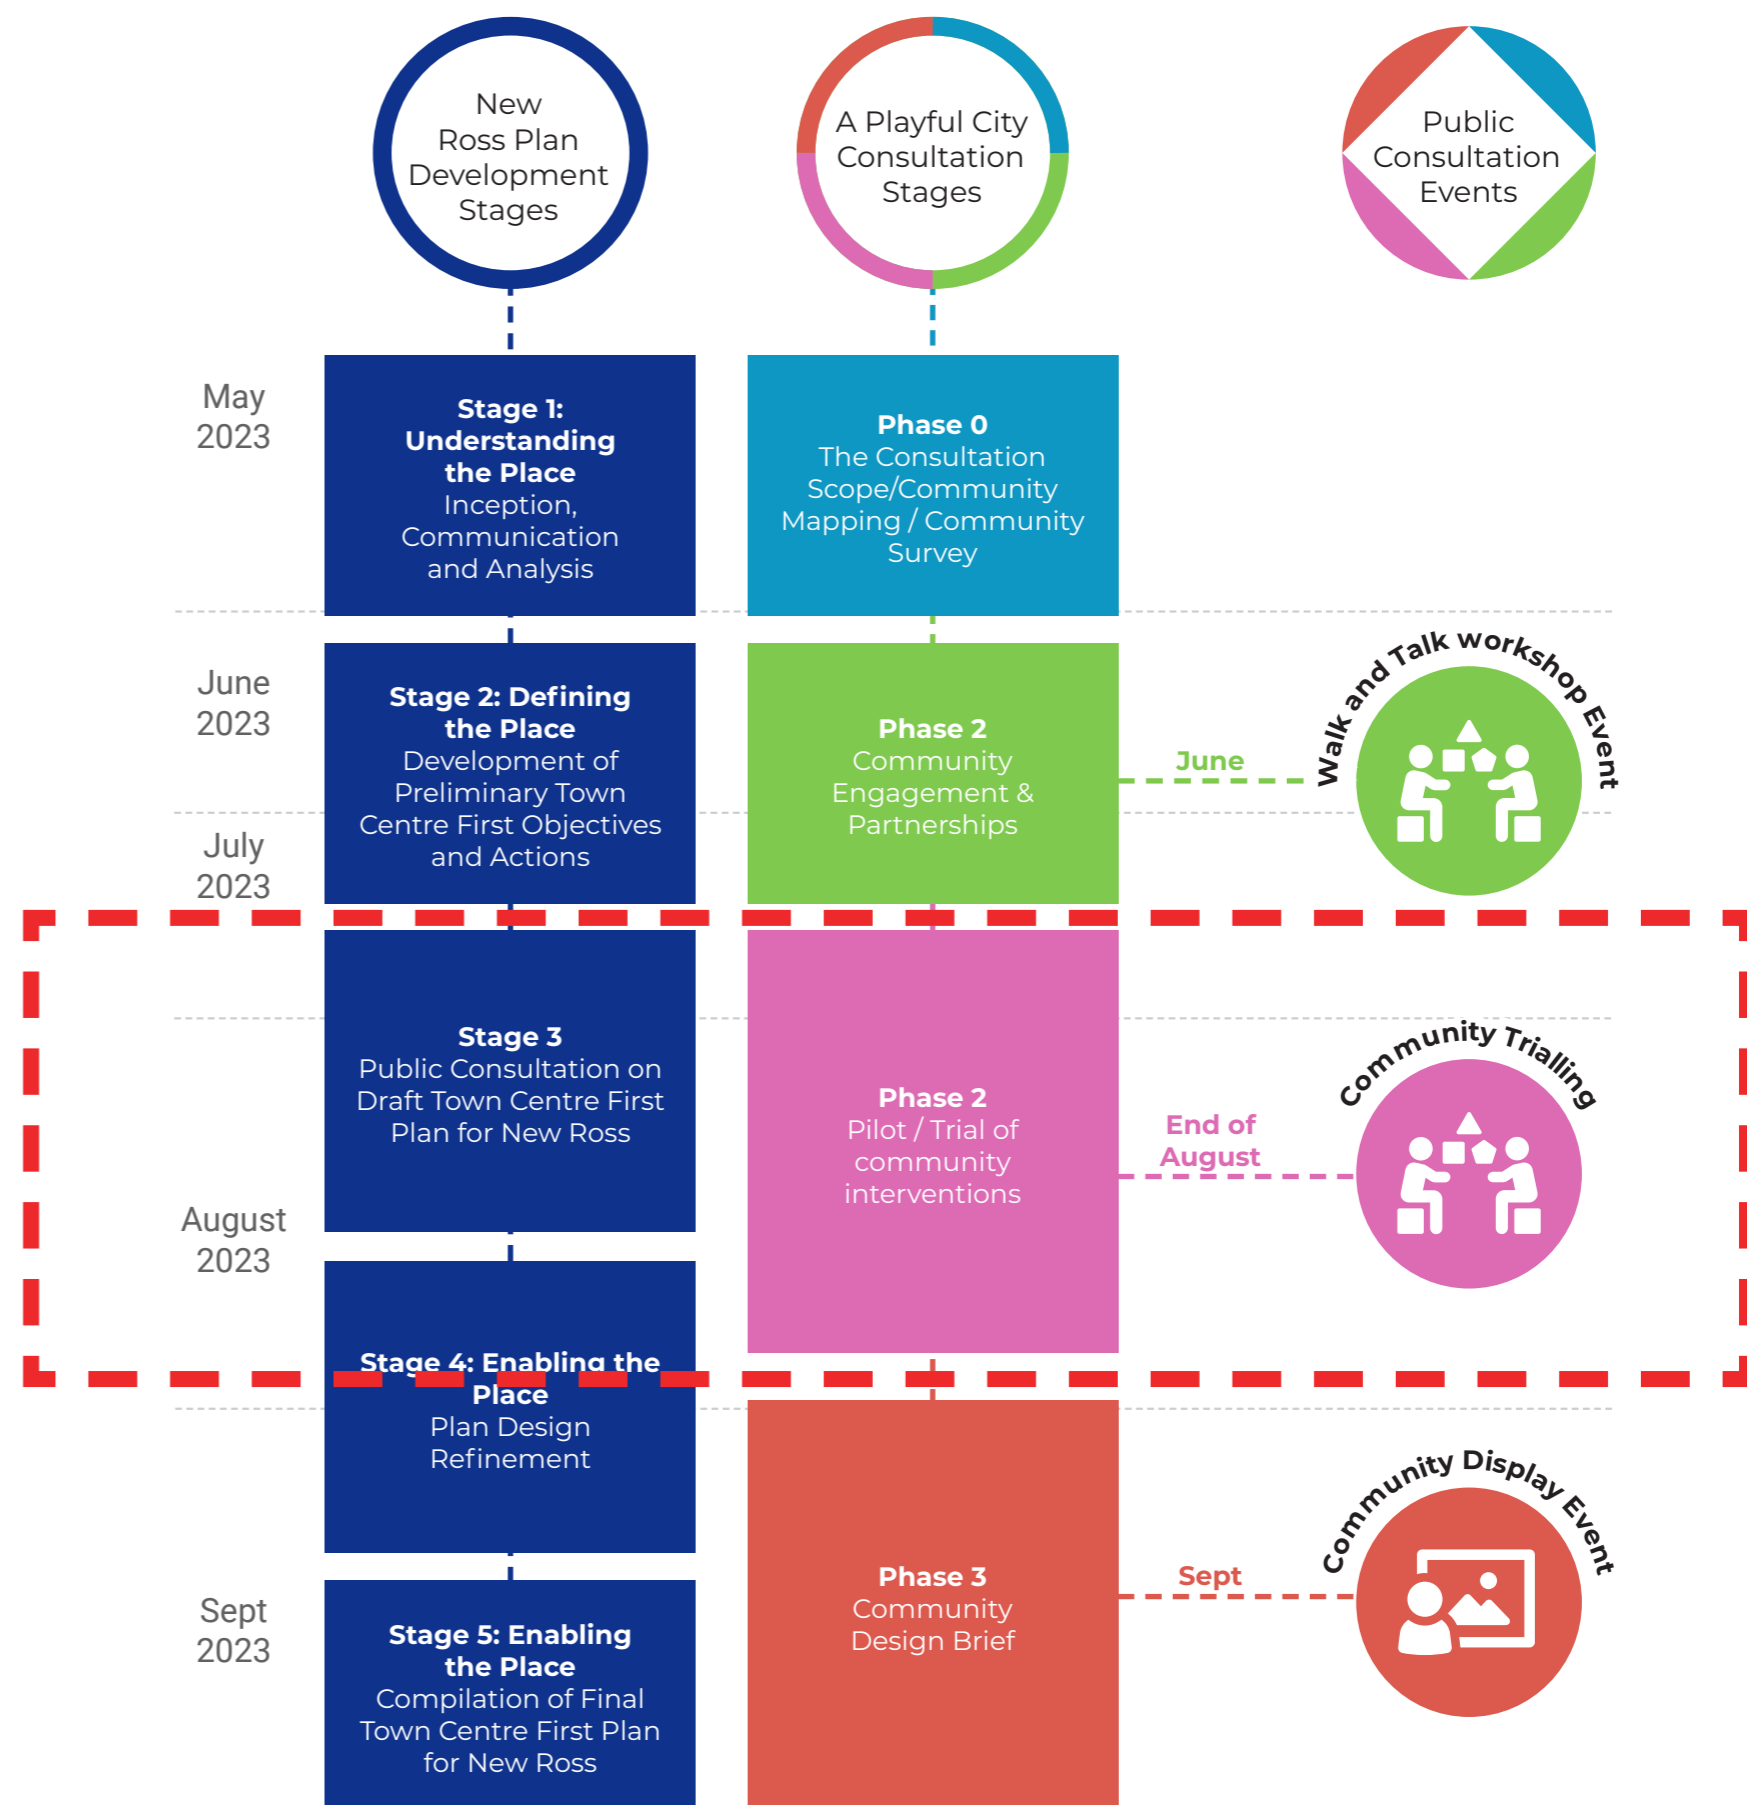 New
Ross Plan
Development
Stages
A Playful City
Consultation
Stages
Public
Consultation
Events
May
2023
Stage 1:
Understanding
the Place
Inception,
Communication
and Analysis
Phase 0
The Consultation
Scope/Community
Mapping / Community
Survey
June
2023
Stage 2: Defining
the Place
Development of
Preliminary Town
Centre First Objectives
and Actions
Phase 2
Community
Engagement &
Partnerships
June
Walk and Talk workshop Event
July
2023
Stage 3
Public Consultation on
Draft Town Centre First
Plan for New Ross
Phase 2
Pilot / Trial of
community
interventions
End of
August
Community Trialling
August
2023
Stage 4: Enabling the
Place
Plan Design
Refinement
Sept
2023
Stage 5: Enabling
the Place
Compilation of Final
Town Centre First Plan
for New Ross
Phase 3
Community
Design Brief
Sept
Community Display Event